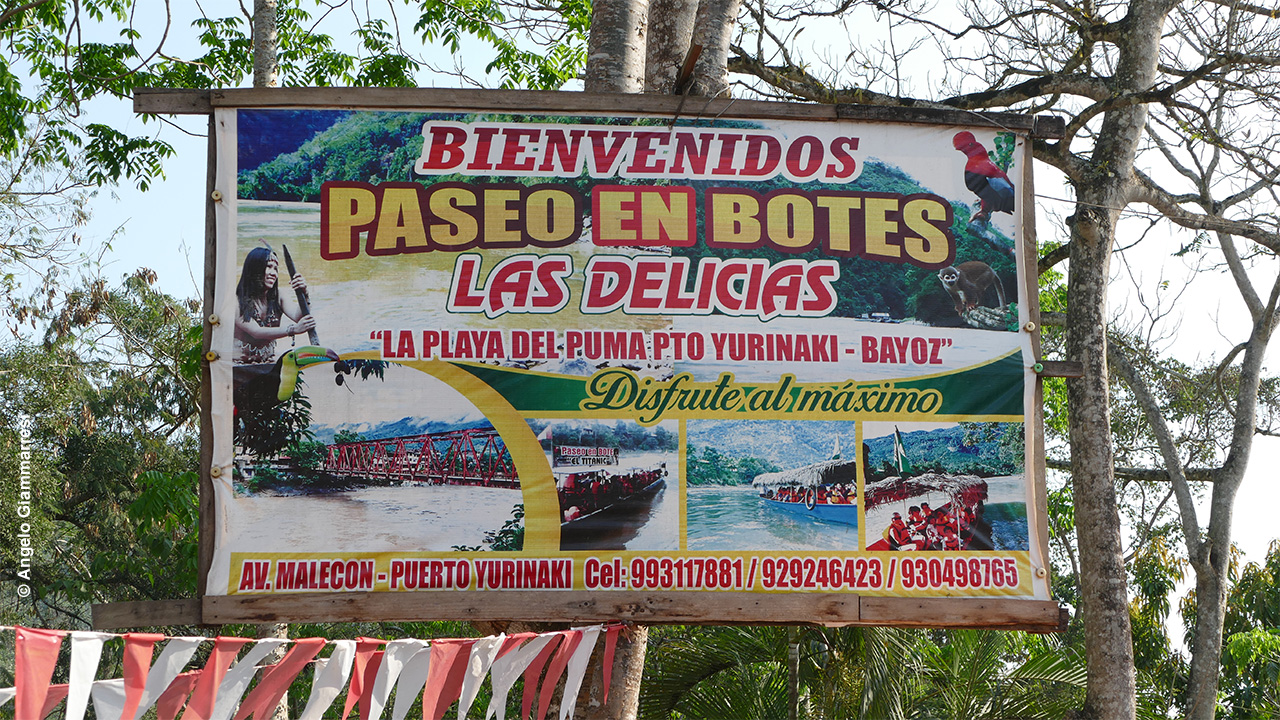 BIENVENIDOS
PASEO EN BOTES
LAS DELICIAS
"LA PLAYA DEL PUMA PTO YURINAKI - BAYOZ"
Disfrute al máximo
Paseo en BOTE
"EL TITANIC"
AV. MALECON - PUERTO YURINAKI Cel: 993117881 / 929246423 / 930498765
© Angelo Giammarresi